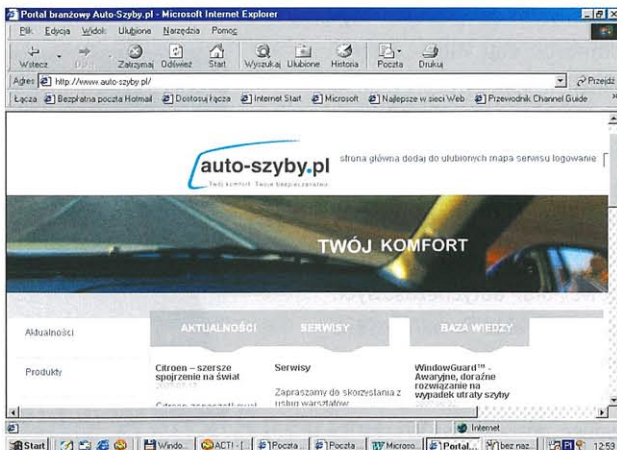 Portal branżowy Auto-Szyby.pl - Microsoft Internet Explorer
Plik Edycja Widok Ulubione Narzędzia Pomoc
Wstecz Zatrzymaj Odśwież Start Wyszukaj Ulubione Historia Poczta Drukuj
Adres http://www.auto-szyby.pl/ Przejdź
Łącza Bezpłatna poczta Hotmail Dostosuj łącza Internet Start Microsoft Najlepsze w sieci Web Przewodnik Channel Guide
auto-szyby.pl strona główna dodaj do ulubionych mapa serwisu logowanie
Twój komfort. Twoje bezpieczeństwo.
TWÓJ KOMFORT
Aktualności AKTUALNOŚCI SERWISY BAZA WIEDZY
Produkty Citroen – szersze spojrzenie na świat Serwisy WindowGuard™ - Awaryjne, doraźne rozwiązanie na wypadek utraty szyby
Zapraszamy do skorzystania z usług warsztatów
Internet
Start Windo... ACT! - [ Poczta... Poczta... Microso... Portal... bez naz... Pl 12:59